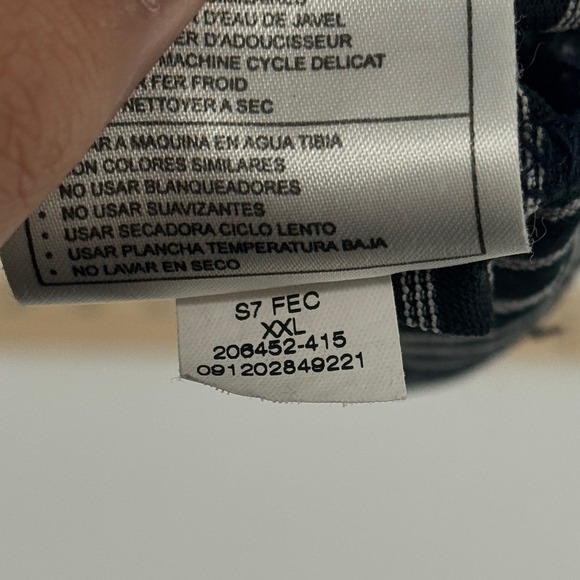 D'EAU DE JAVEL
ER D'ADOUCISSEUR
MACHINE CYCLE DELICAT
FER FROID
NETTOYER A SEC
AR A MAQUINA EN AGUA TIBIA
ON COLORES SIMILARES
• NO USAR BLANQUEADORES
• NO USAR SUAVIZANTES
• USAR SECADORA CICLO LENTO
• USAR PLANCHA TEMPERATURA BAJA
• NO LAVAR EN SECO
S7 FEC
XXL
206452-415
091202849221